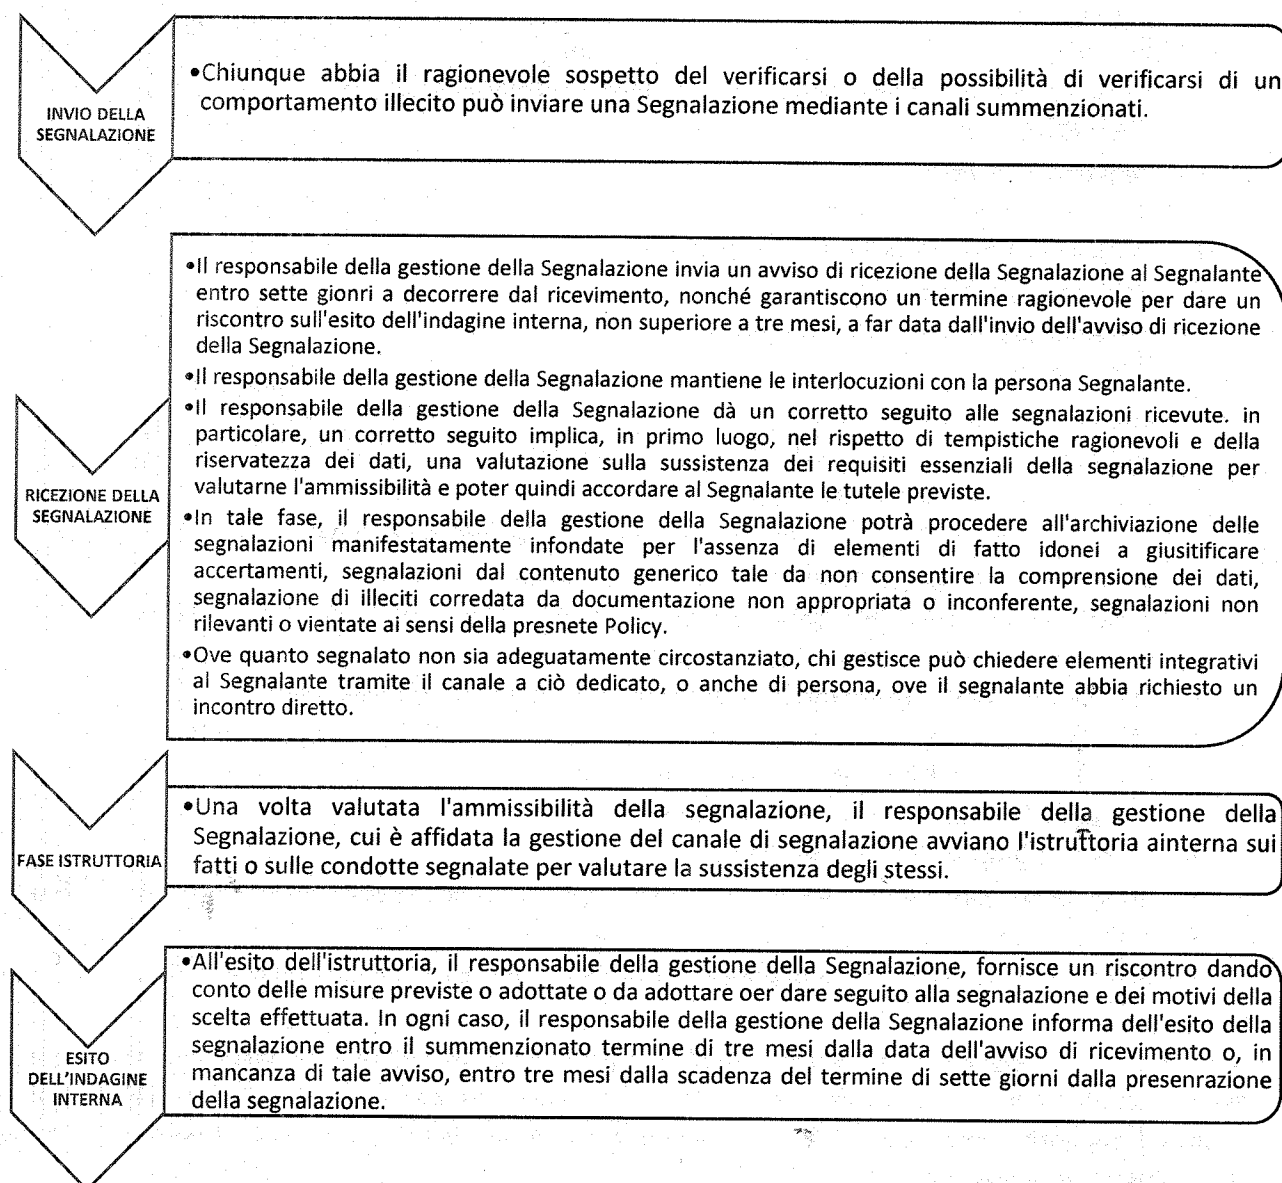 INVIO DELLA
SEGNALAZIONE
•Chiunque abbia il ragionevole sospetto del verificarsi o della possibilità di verificarsi di un
comportamento illecito può inviare una Segnalazione mediante i canali summenzionati.
RICEZIONE DELLA
SEGNALAZIONE
•Il responsabile della gestione della Segnalazione invia un avviso di ricezione della Segnalazione al Segnalante
entro sette gionri a decorrere dal ricevimento, nonché garantiscono un termine ragionevole per dare un
riscontro sull'esito dell'indagine interna, non superiore a tre mesi, a far data dall'invio dell'avviso di ricezione
della Segnalazione.
•Il responsabile della gestione della Segnalazione mantiene le interlocuzioni con la persona Segnalante.
•Il responsabile della gestione della Segnalazione dà un corretto seguito alle segnalazioni ricevute. in
particolare, un corretto seguito implica, in primo luogo, nel rispetto di tempistiche ragionevoli e della
riservatezza dei dati, una valutazione sulla sussistenza dei requisiti essenziali della segnalazione per
valutarne l'ammissibilità e poter quindi accordare al Segnalante le tutele previste.
•In tale fase, il responsabile della gestione della Segnalazione potrà procedere all'archiviazione delle
segnalazioni manifestatamente infondate per l'assenza di elementi di fatto idonei a giusitificare
accertamenti, segnalazioni dal contenuto generico tale da non consentire la comprensione dei dati,
segnalazione di illeciti corredata da documentazione non appropriata o inconferente, segnalazioni non
rilevanti o vientate ai sensi della presnete Policy.
•Ove quanto segnalato non sia adeguatamente circostanziato, chi gestisce può chiedere elementi integrativi
al Segnalante tramite il canale a ciò dedicato, o anche di persona, ove il segnalante abbia richiesto un
incontro diretto.
FASE ISTRUTTORIA
•Una volta valutata l'ammissibilità della segnalazione, il responsabile della gestione della
Segnalazione, cui è affidata la gestione del canale di segnalazione avviano l'istruttoria ainterna sui
fatti o sulle condotte segnalate per valutare la sussistenza degli stessi.
ESITO
DELL'INDAGINE
INTERNA
•All'esito dell'istruttoria, il responsabile della gestione della Segnalazione, fornisce un riscontro dando
conto delle misure previste o adottate o da adottare oer dare seguito alla segnalazione e dei motivi della
scelta effettuata. In ogni caso, il responsabile della gestione della Segnalazione informa dell'esito della
segnalazione entro il summenzionato termine di tre mesi dalla data dell'avviso di ricevimento o, in
mancanza di tale avviso, entro tre mesi dalla scadenza del termine di sette giorni dalla presenrazione
della segnalazione.